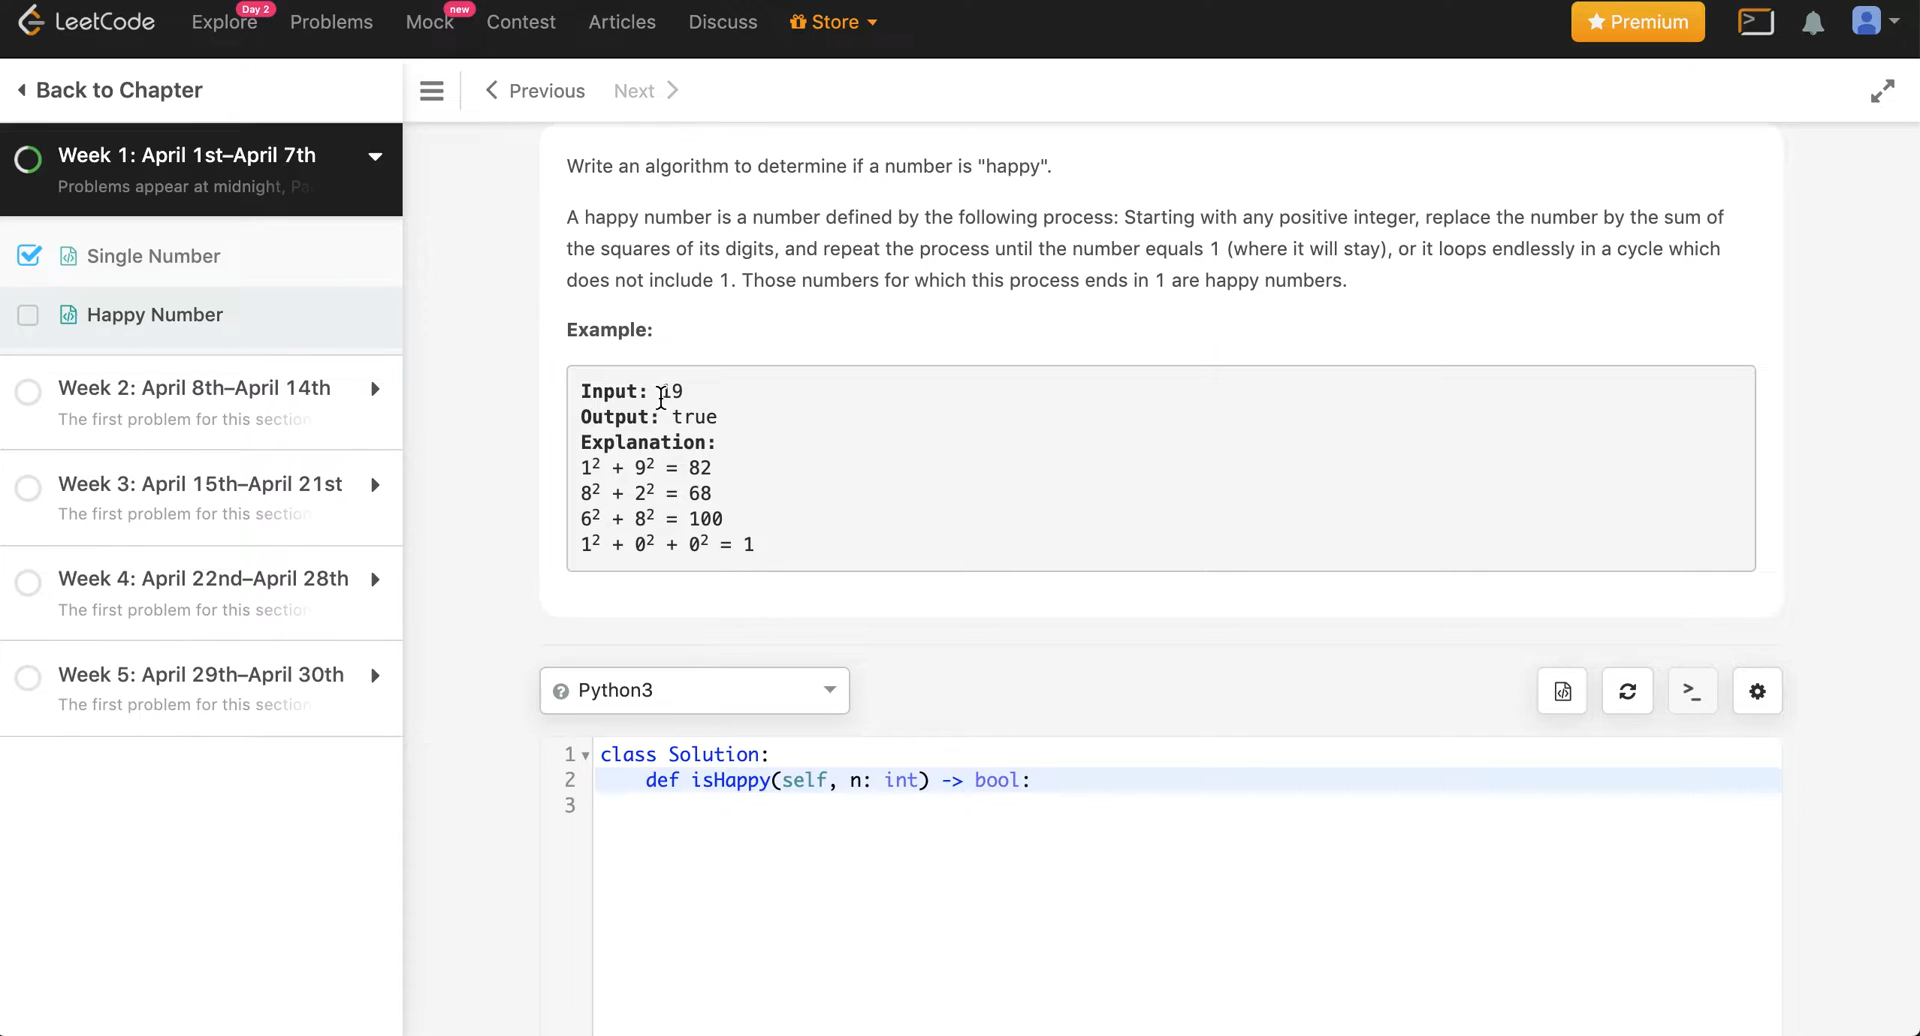 LeetCode Explore Day 2 Problems Mock new Contest Articles Discuss Store Premium
Back to Chapter
Previous Next
Week 1: April 1st–April 7th
Problems appear at midnight, Pa
Single Number
Happy Number
Week 2: April 8th–April 14th
The first problem for this section
Week 3: April 15th–April 21st
The first problem for this section
Week 4: April 22nd–April 28th
The first problem for this section
Week 5: April 29th–April 30th
The first problem for this section
Write an algorithm to determine if a number is "happy".
A happy number is a number defined by the following process: Starting with any positive integer, replace the number by the sum of
the squares of its digits, and repeat the process until the number equals 1 (where it will stay), or it loops endlessly in a cycle which
does not include 1. Those numbers for which this process ends in 1 are happy numbers.
Example:
Input: 19
Output: true
Explanation:
1² + 9² = 82
8² + 2² = 68
6² + 8² = 100
1² + 0² + 0² = 1
Python3
1 class Solution:
2 def isHappy(self, n: int) -> bool:
3